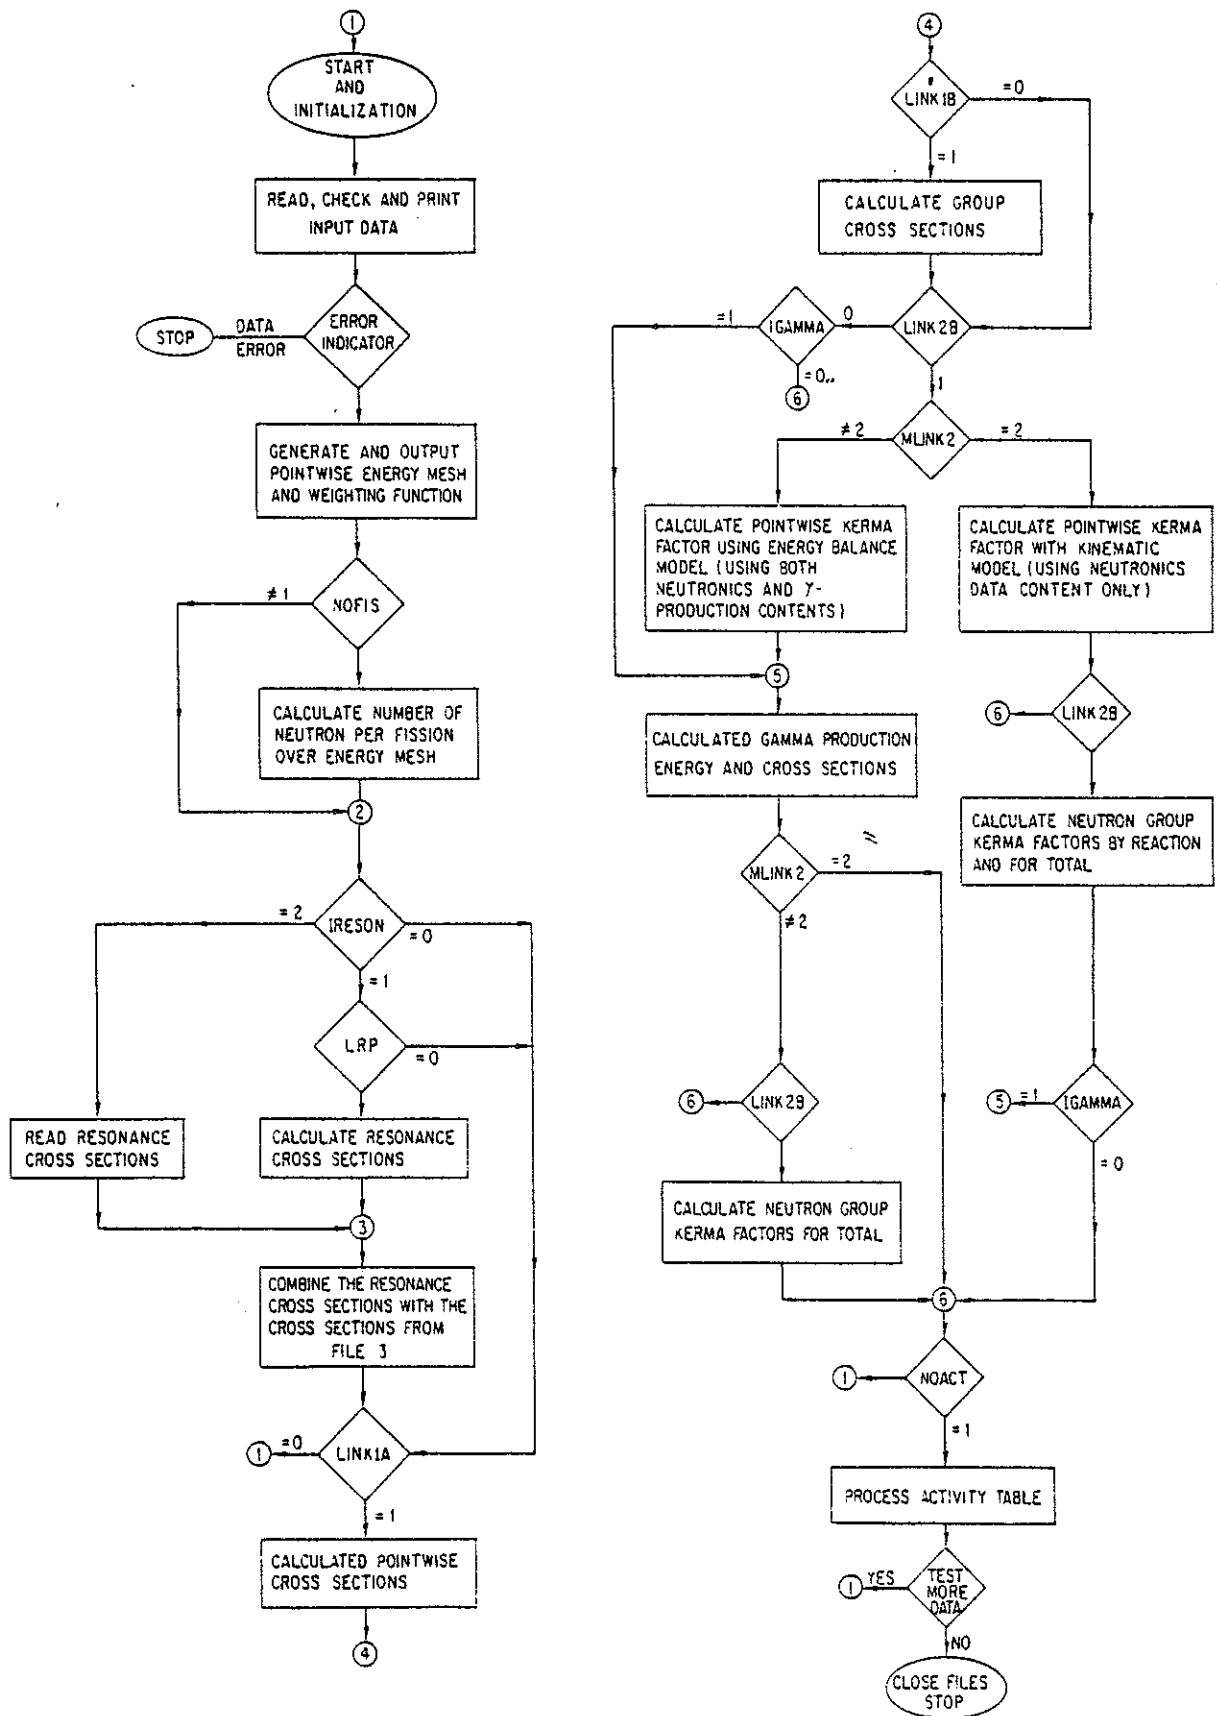 1
START
AND
INITIALIZATION
READ, CHECK AND PRINT
INPUT DATA
ERROR
INDICATOR
DATA
ERROR
STOP
GENERATE AND OUTPUT
POINTWISE ENERGY MESH
AND WEIGHTING FUNCTION
≠ 1
NOFIS
CALCULATE NUMBER OF
NEUTRON PER FISSION
OVER ENERGY MESH
2
= 2
IRESON
= 0
= 1
LRP
= 0
READ RESONANCE
CROSS SECTIONS
CALCULATE RESONANCE
CROSS SECTIONS
3
COMBINE THE RESONANCE
CROSS SECTIONS WITH THE
CROSS SECTIONS FROM
FILE 3
1
= 0
LINK1A
= 1
CALCULATED POINTWISE
CROSS SECTIONS
4
4
LINK1B
= 0
= 1
CALCULATE GROUP
CROSS SECTIONS
= 1
IGAMMA
0
LINK2B
= 0..
6
1
≠ 2
MLINK2
= 2
CALCULATE POINTWISE KERMA
FACTOR USING ENERGY BALANCE
MODEL (USING BOTH
NEUTRONICS AND γ-
PRODUCTION CONTENTS)
CALCULATE POINTWISE KERMA
FACTOR WITH KINEMATIC
MODEL (USING NEUTRONICS
DATA CONTENT ONLY)
5
6
LINK2B
CALCULATED GAMMA PRODUCTION
ENERGY AND CROSS SECTIONS
CALCULATE NEUTRON GROUP
KERMA FACTORS BY REACTION
AND FOR TOTAL
MLINK2
= 2
≠ 2
6
LINK2B
5
= 1
IGAMMA
= 0
CALCULATE NEUTRON GROUP
KERMA FACTORS FOR TOTAL
6
1
NOACT
= 1
PROCESS ACTIVITY TABLE
1
YES
TEST
MORE
DATA
NO
CLOSE FILES
STOP